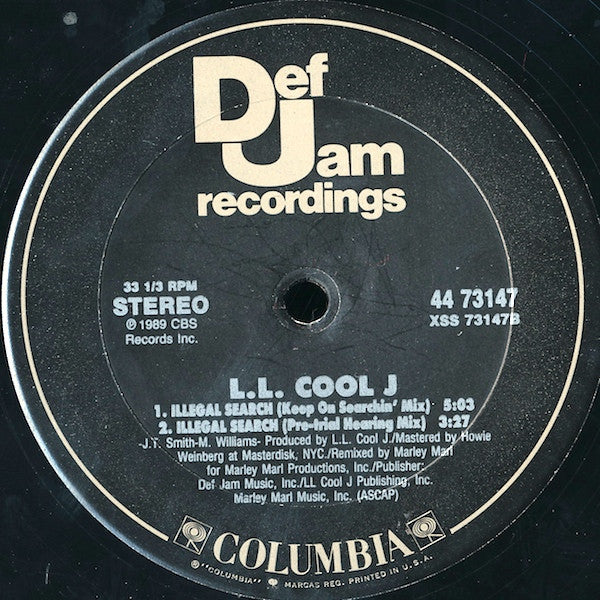 Def
Jam
recordings
33 1/3 RPM
STEREO
℗ 1989 CBS
Records Inc.
44 73147
XSS 73147B
L.L. COOL J
1. ILLEGAL SEARCH (Keep On Searchin' Mix) 5:03
2. ILLEGAL SEARCH (Pre-trial Hearing Mix) 3:27
-J.T. Smith-M. Williams- Produced by L.L. Cool J./Mastered by Howie
Weinberg at Masterdisk, NYC./Remixed by Marley Marl
for Marley Marl Productions, Inc./Publisher:
Def Jam Music, Inc./LL Cool J Publishing, Inc.
Marley Marl Music, Inc. (ASCAP)
COLUMBIA
® "COLUMBIA" MARCAS REG. PRINTED IN U.S.A.